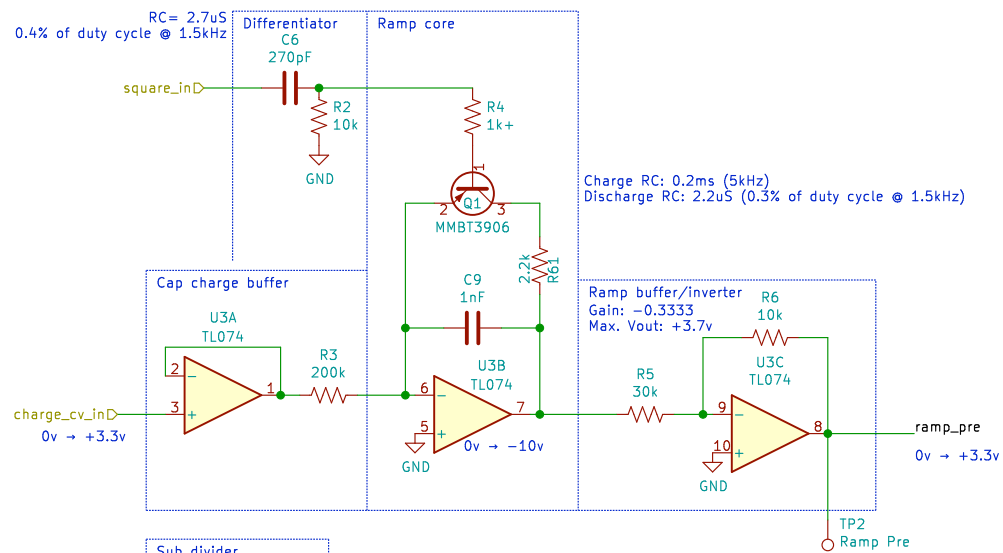 RC= 2.7uS
0.4% of duty cycle @ 1.5kHz
Differentiator
Ramp core
C6
270pF
square_in
R2
10k
GND
R4
1k+
1
2
Q1
3
MMBT3906
Charge RC: 0.2ms (5kHz)
Discharge RC: 2.2uS (0.3% of duty cycle @ 1.5kHz)
2.2k
R61
Cap charge buffer
C9
1nF
Ramp buffer/inverter
Gain: -0.3333
Max. Vout: +3.7v
R6
10k
U3A
TL074
2
-
3
+
1
R3
200k
charge_cv_in
0v → +3.3v
U3B
TL074
6
-
5
+
7
GND
0v → -10v
R5
30k
U3C
TL074
9
-
10
+
8
GND
ramp_pre
0v → +3.3v
TP2
Ramp Pre
Sub divider